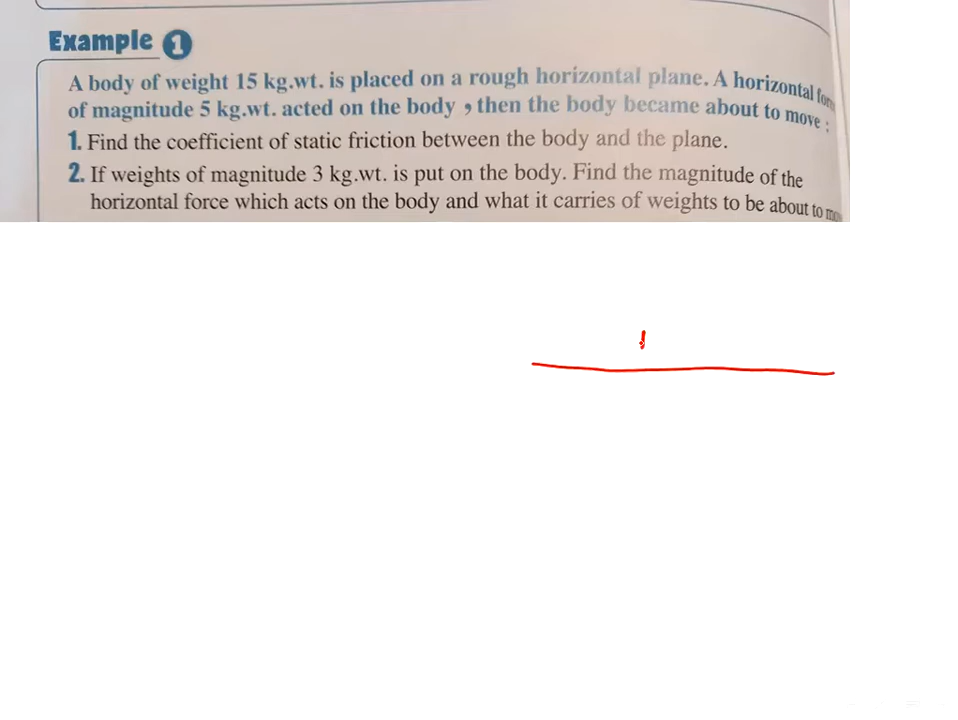 Example 1
A body of weight 15 kg.wt. is placed on a rough horizontal plane. A horizontal
of magnitude 5 kg.wt. acted on the body , then the body became about to move :
1. Find the coefficient of static friction between the body and the plane.
2. If weights of magnitude 3 kg.wt. is put on the body. Find the magnitude of the
horizontal force which acts on the body and what it carries of weights to be about to